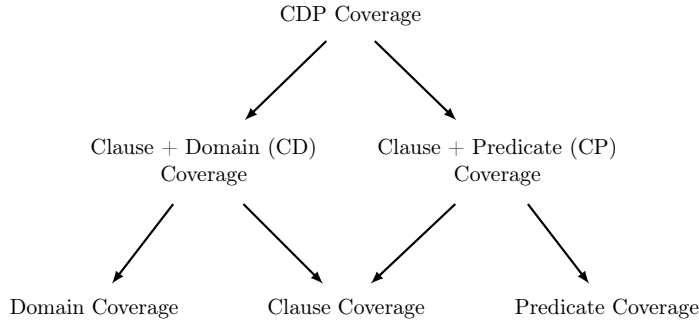 CDP Coverage
Clause + Domain (CD)
Coverage
Clause + Predicate (CP)
Coverage
Domain Coverage
Clause Coverage
Predicate Coverage